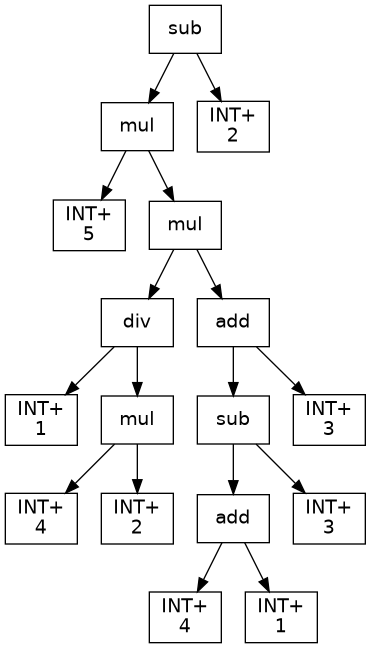 sub
mul
INT+
2
INT+
5
mul
div
add
INT+
1
mul
sub
INT+
3
INT+
4
INT+
2
add
INT+
3
INT+
4
INT+
1